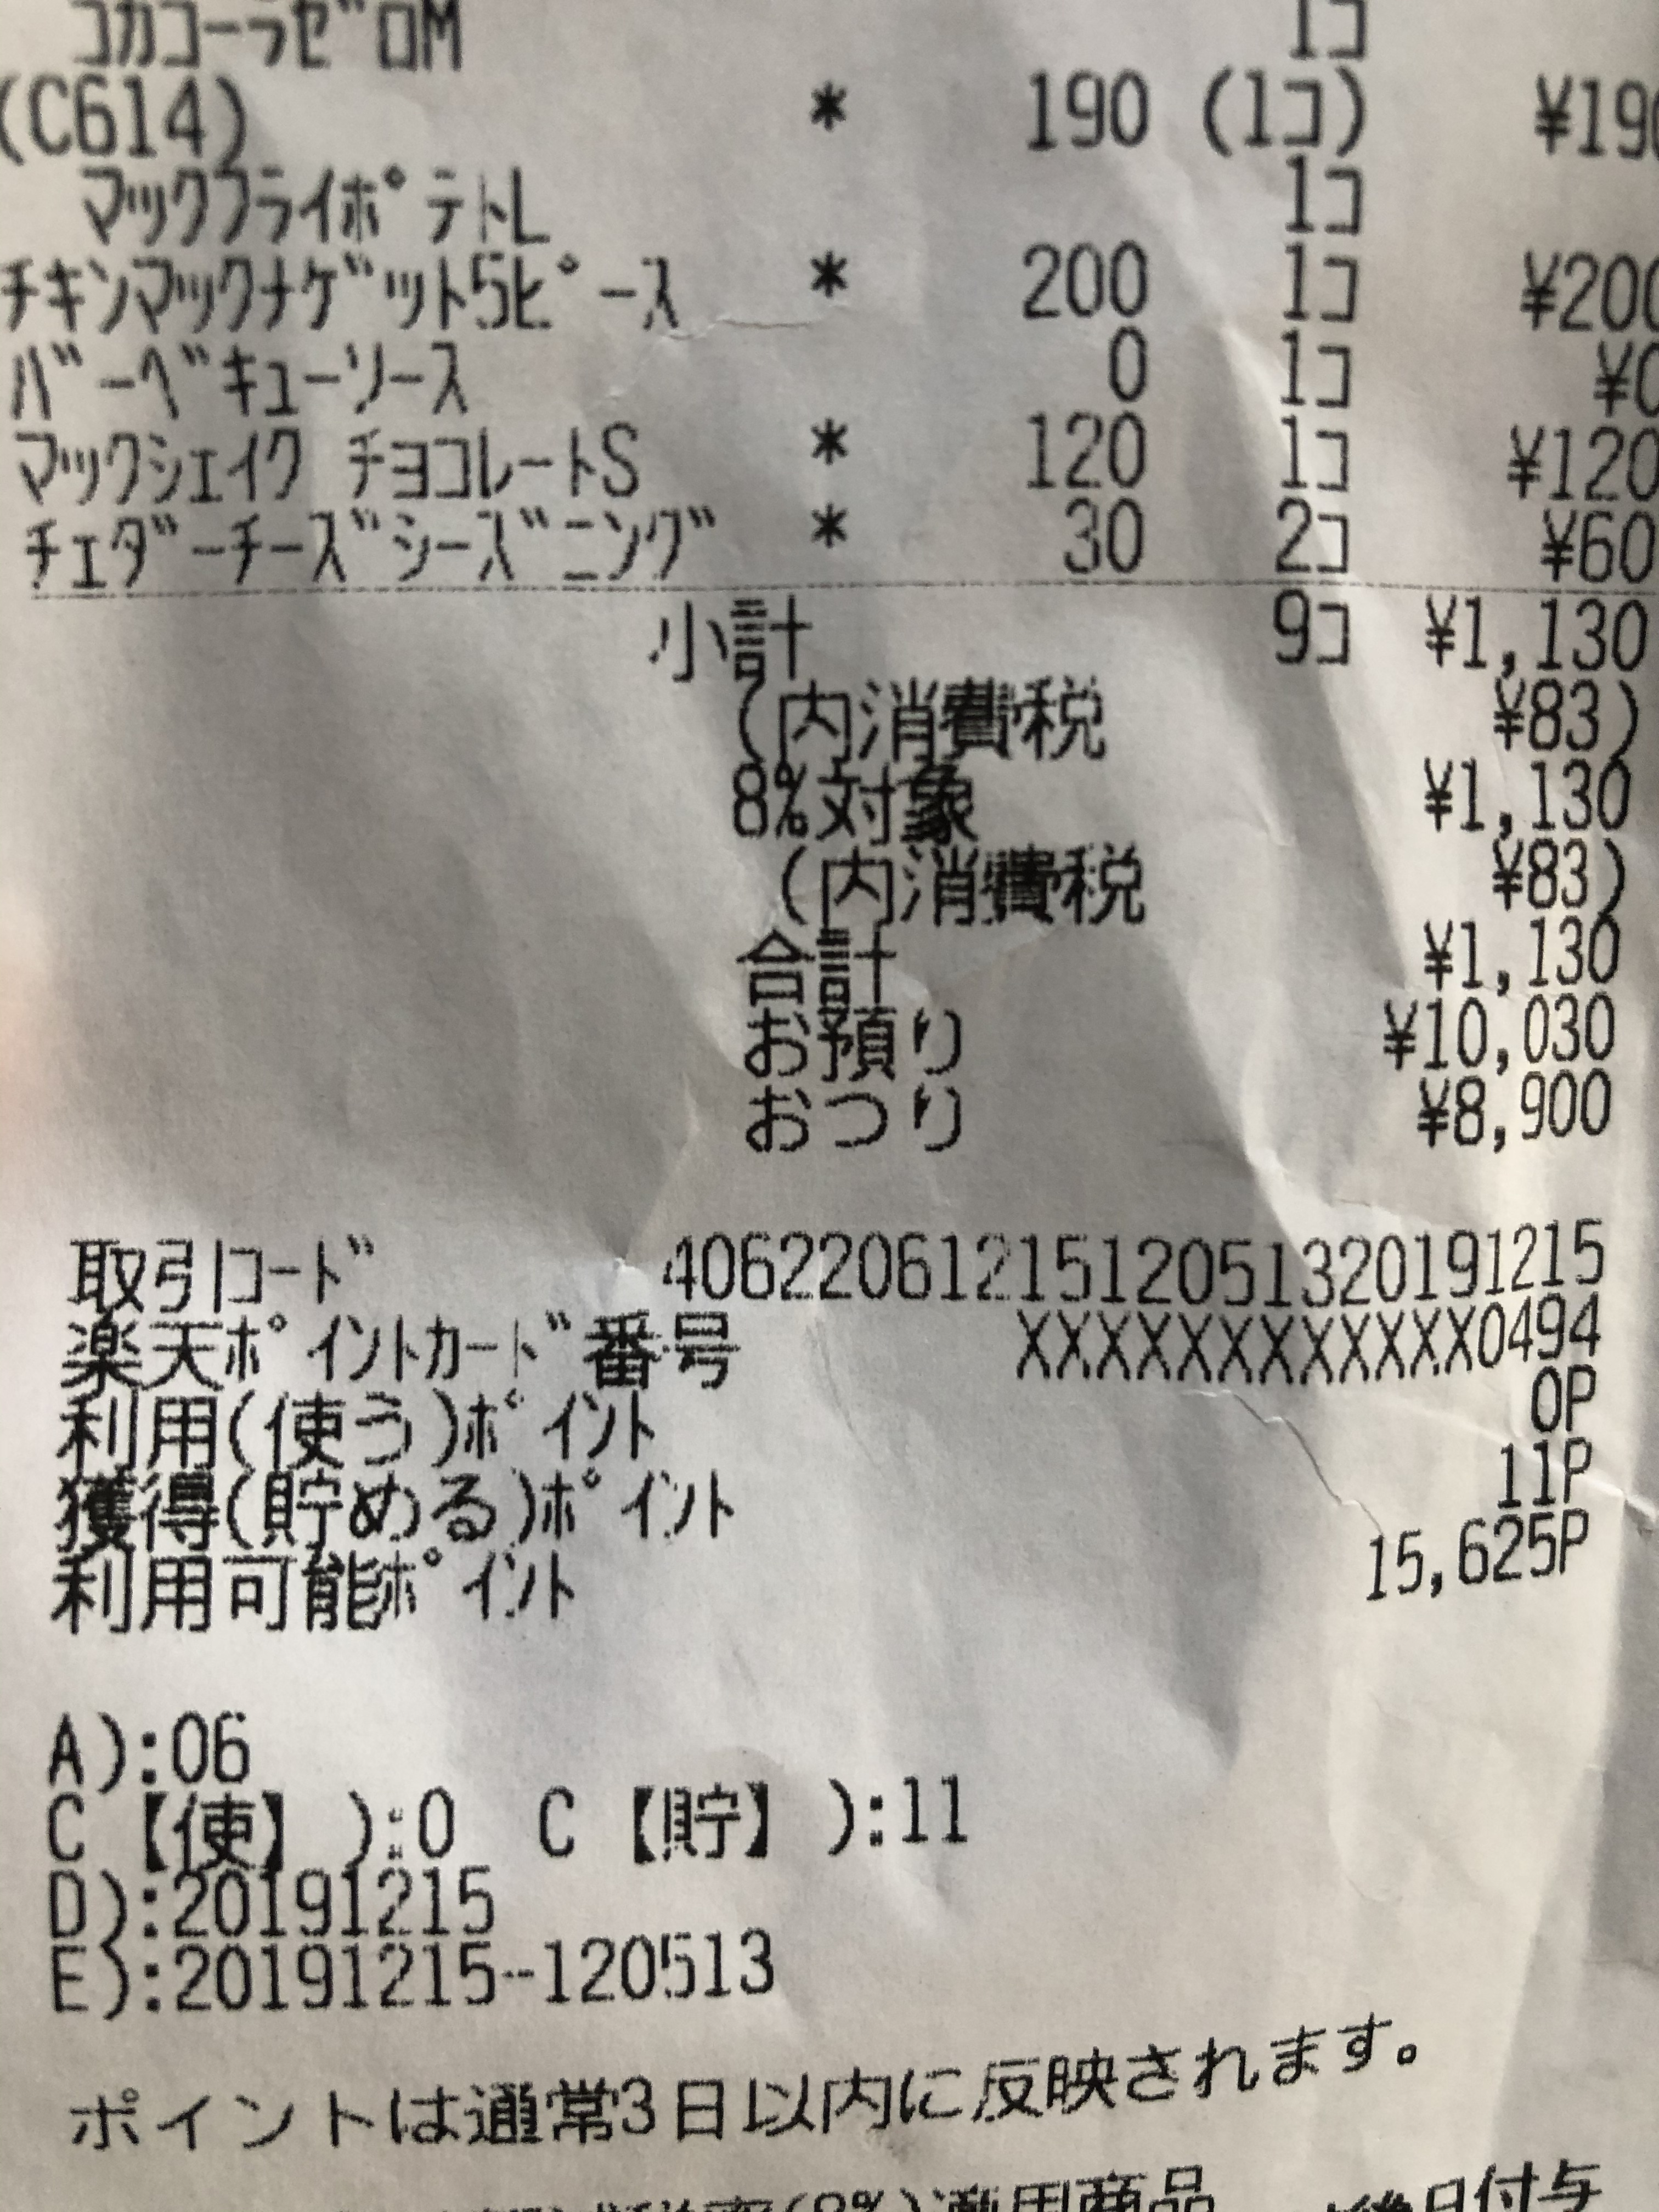 ｺｶｺｰﾗｾﾞﾛM 1ｺ
(C614) * 190 (1ｺ) ¥190
ﾏｯｸﾌﾗｲﾎﾟﾃﾄL 1ｺ
ﾁｷﾝﾏｯｸﾅｹﾞｯﾄ5ﾋﾟｰｽ * 200 1ｺ ¥200
ﾊﾞｰﾍﾞｷｭｰｿｰｽ 0 1ｺ ¥0
ﾏｯｸｼｪｲｸ ﾁｮｺﾚｰﾄS * 120 1ｺ ¥120
ﾁｪﾀﾞｰﾁｰｽﾞｼｰｽﾞﾆﾝｸﾞ * 30 2ｺ ¥60
小計 9ｺ ¥1,130
(内消費税 ¥83)
8%対象 ¥1,130
(内消費税 ¥83)
合計 ¥1,130
お預り ¥10,030
おつり ¥8,900
取引ｺｰﾄﾞ 4062206121512051320191215
楽天ﾎﾟｲﾝﾄｶｰﾄﾞ番号 XXXXXXXXXXXX0494
利用(使う)ﾎﾟｲﾝﾄ 0P
獲得(貯める)ﾎﾟｲﾝﾄ 11P
利用可能ﾎﾟｲﾝﾄ 15,625P
A):06
C【使】):0 C【貯】):11
D):20191215
E):20191215-120513
ポイントは通常3日以内に反映されます。
(8%)適用商品